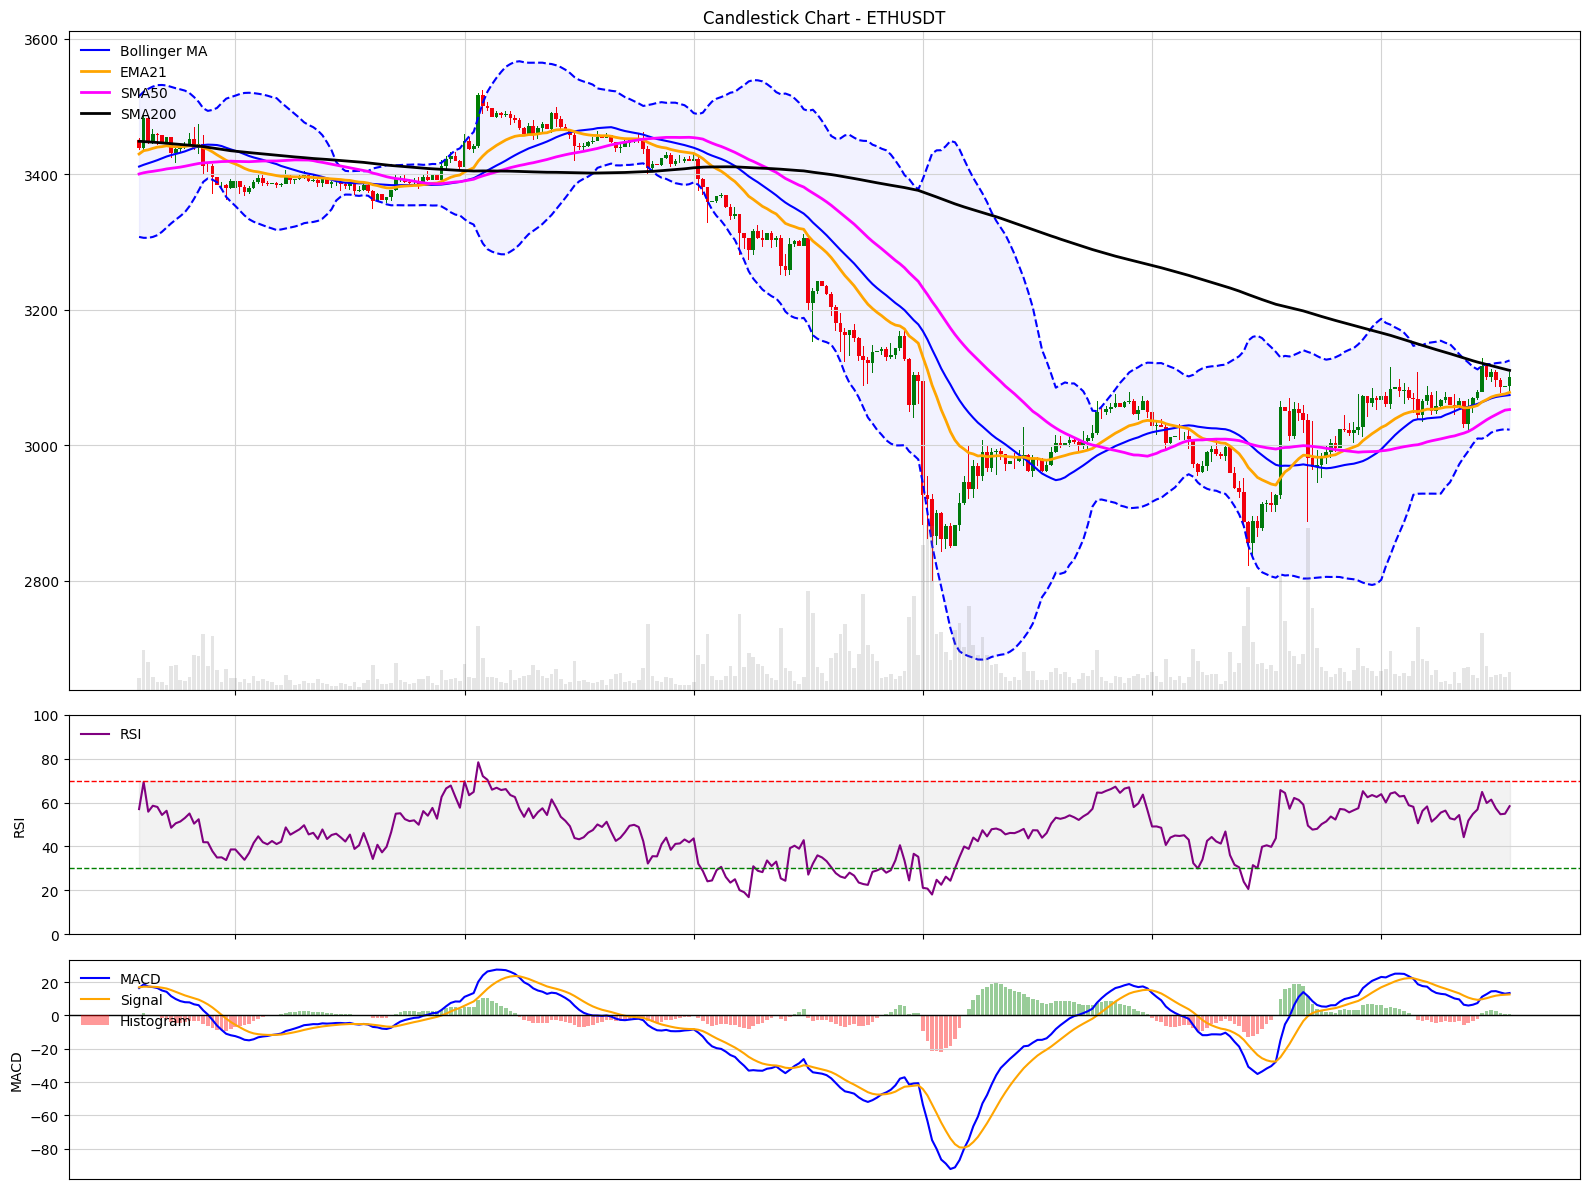 Candlestick Chart - ETHUSDT
3600
3400
3200
3000
2800
Bollinger MA
EMA21
SMA50
SMA200
100
80
60
40
20
0
RSI
RSI
20
0
−20
−40
−60
−80
MACD
MACD
Signal
Histogram